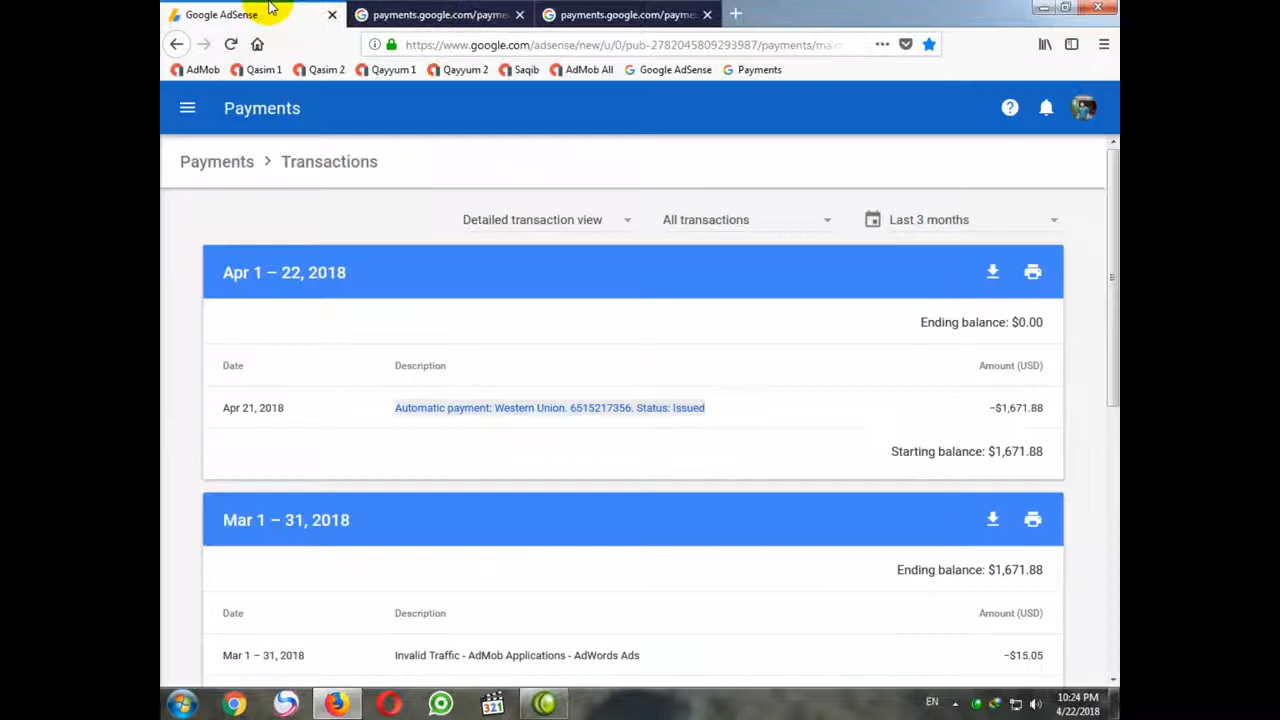 Google AdSense
payments.google.com/payme
payments.google.com/payme
https://www.google.com/adsense/new/u/0/pub-2782045809293987/payments/mai
AdMob Qasim 1 Qasim 2 Qayyum 1 Qayyum 2 Saqib AdMob All Google AdSense Payments
Payments
Payments > Transactions
Detailed transaction view All transactions Last 3 months
Apr 1 – 22, 2018
Ending balance: $0.00
Date Description Amount (USD)
Apr 21, 2018 Automatic payment: Western Union. 6515217356. Status: Issued −$1,671.88
Starting balance: $1,671.88
Mar 1 – 31, 2018
Ending balance: $1,671.88
Date Description Amount (USD)
Mar 1 – 31, 2018 Invalid Traffic - AdMob Applications - AdWords Ads −$15.05
321
EN
10:24 PM
4/22/2018